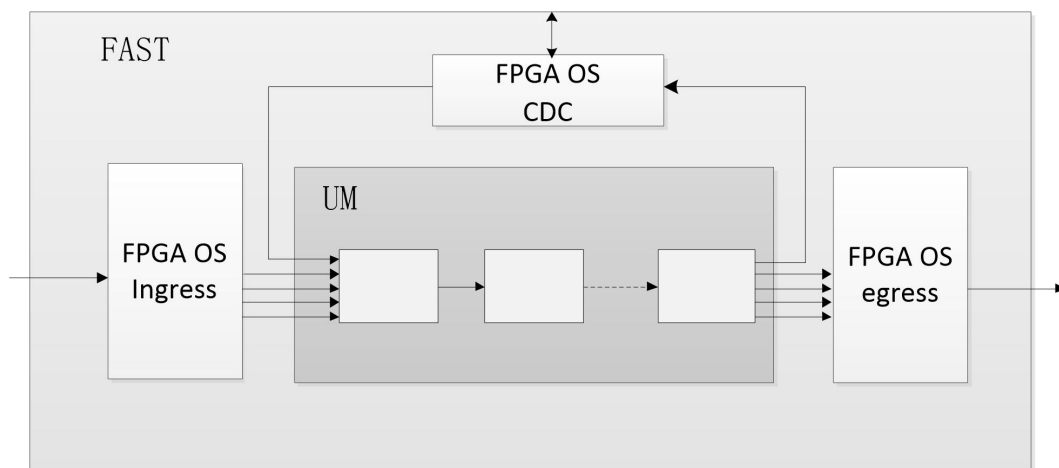 FAST
FPGA OS
CDC
UM
FPGA OS
Ingress
FPGA OS
egress